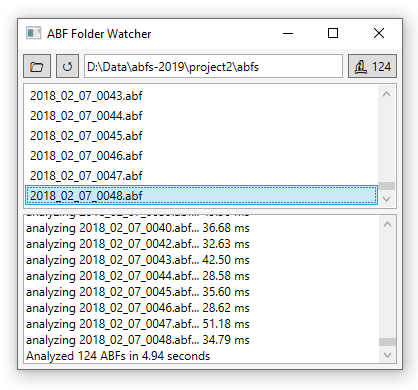 ABF Folder Watcher
D:\Data\abfs-2019\project2\abfs
124
2018_02_07_0043.abf
2018_02_07_0044.abf
2018_02_07_0045.abf
2018_02_07_0046.abf
2018_02_07_0047.abf
2018_02_07_0048.abf
analyzing 2018_02_07_0040.abf... 36.68 ms
analyzing 2018_02_07_0042.abf... 32.63 ms
analyzing 2018_02_07_0043.abf... 42.50 ms
analyzing 2018_02_07_0044.abf... 28.58 ms
analyzing 2018_02_07_0045.abf... 35.60 ms
analyzing 2018_02_07_0046.abf... 28.62 ms
analyzing 2018_02_07_0047.abf... 51.18 ms
analyzing 2018_02_07_0048.abf... 34.79 ms
Analyzed 124 ABFs in 4.94 seconds